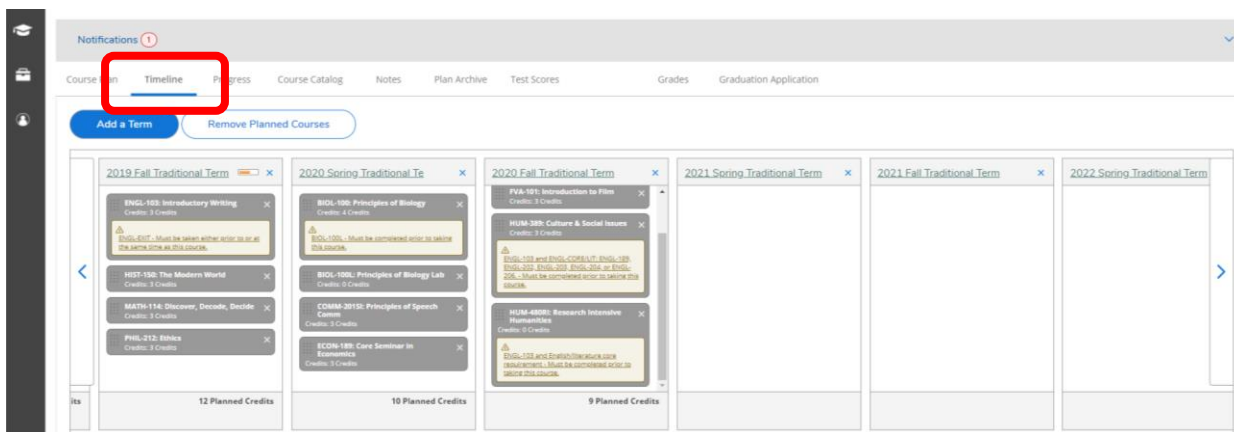 Notifications 1
Course Plan Timeline Progress Course Catalog Notes Plan Archive Test Scores Grades Graduation Application
Add a Term Remove Planned Courses
2019 Fall Traditional Term
ENGL-103: Introductory Writing
Credits: 3 Credits
ENGL-EXIT - Must be taken either prior to or at
the same time as this course.
HIST-150: The Modern World
Credits: 3 Credits
MATH-114: Discover, Decode, Decide
Credits: 3 Credits
PHIL-212: Ethics
Credits: 3 Credits
12 Planned Credits
2020 Spring Traditional Te
BIOL-100: Principles of Biology
Credits: 4 Credits
BIOL-100L - Must be completed prior to taking
this course.
BIOL-100L: Principles of Biology Lab
Credits: 0 Credits
COMM-201SI: Principles of Speech
Comm
Credits: 3 Credits
ECON-189: Core Seminar in
Economics
Credits: 3 Credits
10 Planned Credits
2020 Fall Traditional Term
FVA-101: Introduction to Film
Credits: 3 Credits
HUM-389: Culture & Social Issues
Credits: 3 Credits
ENGL-103 and ENGL-CORE/LIT: ENGL-189,
ENGL-202, ENGL-203, ENGL-204, or ENGL-
206. - Must be completed prior to taking this
course.
HUM-480RI: Research Intensive
Humanities
Credits: 0 Credits
ENGL-103 and English/literature core
requirement - Must be completed prior to
taking this course.
9 Planned Credits
2021 Spring Traditional Term
2021 Fall Traditional Term
2022 Spring Traditional Term
its